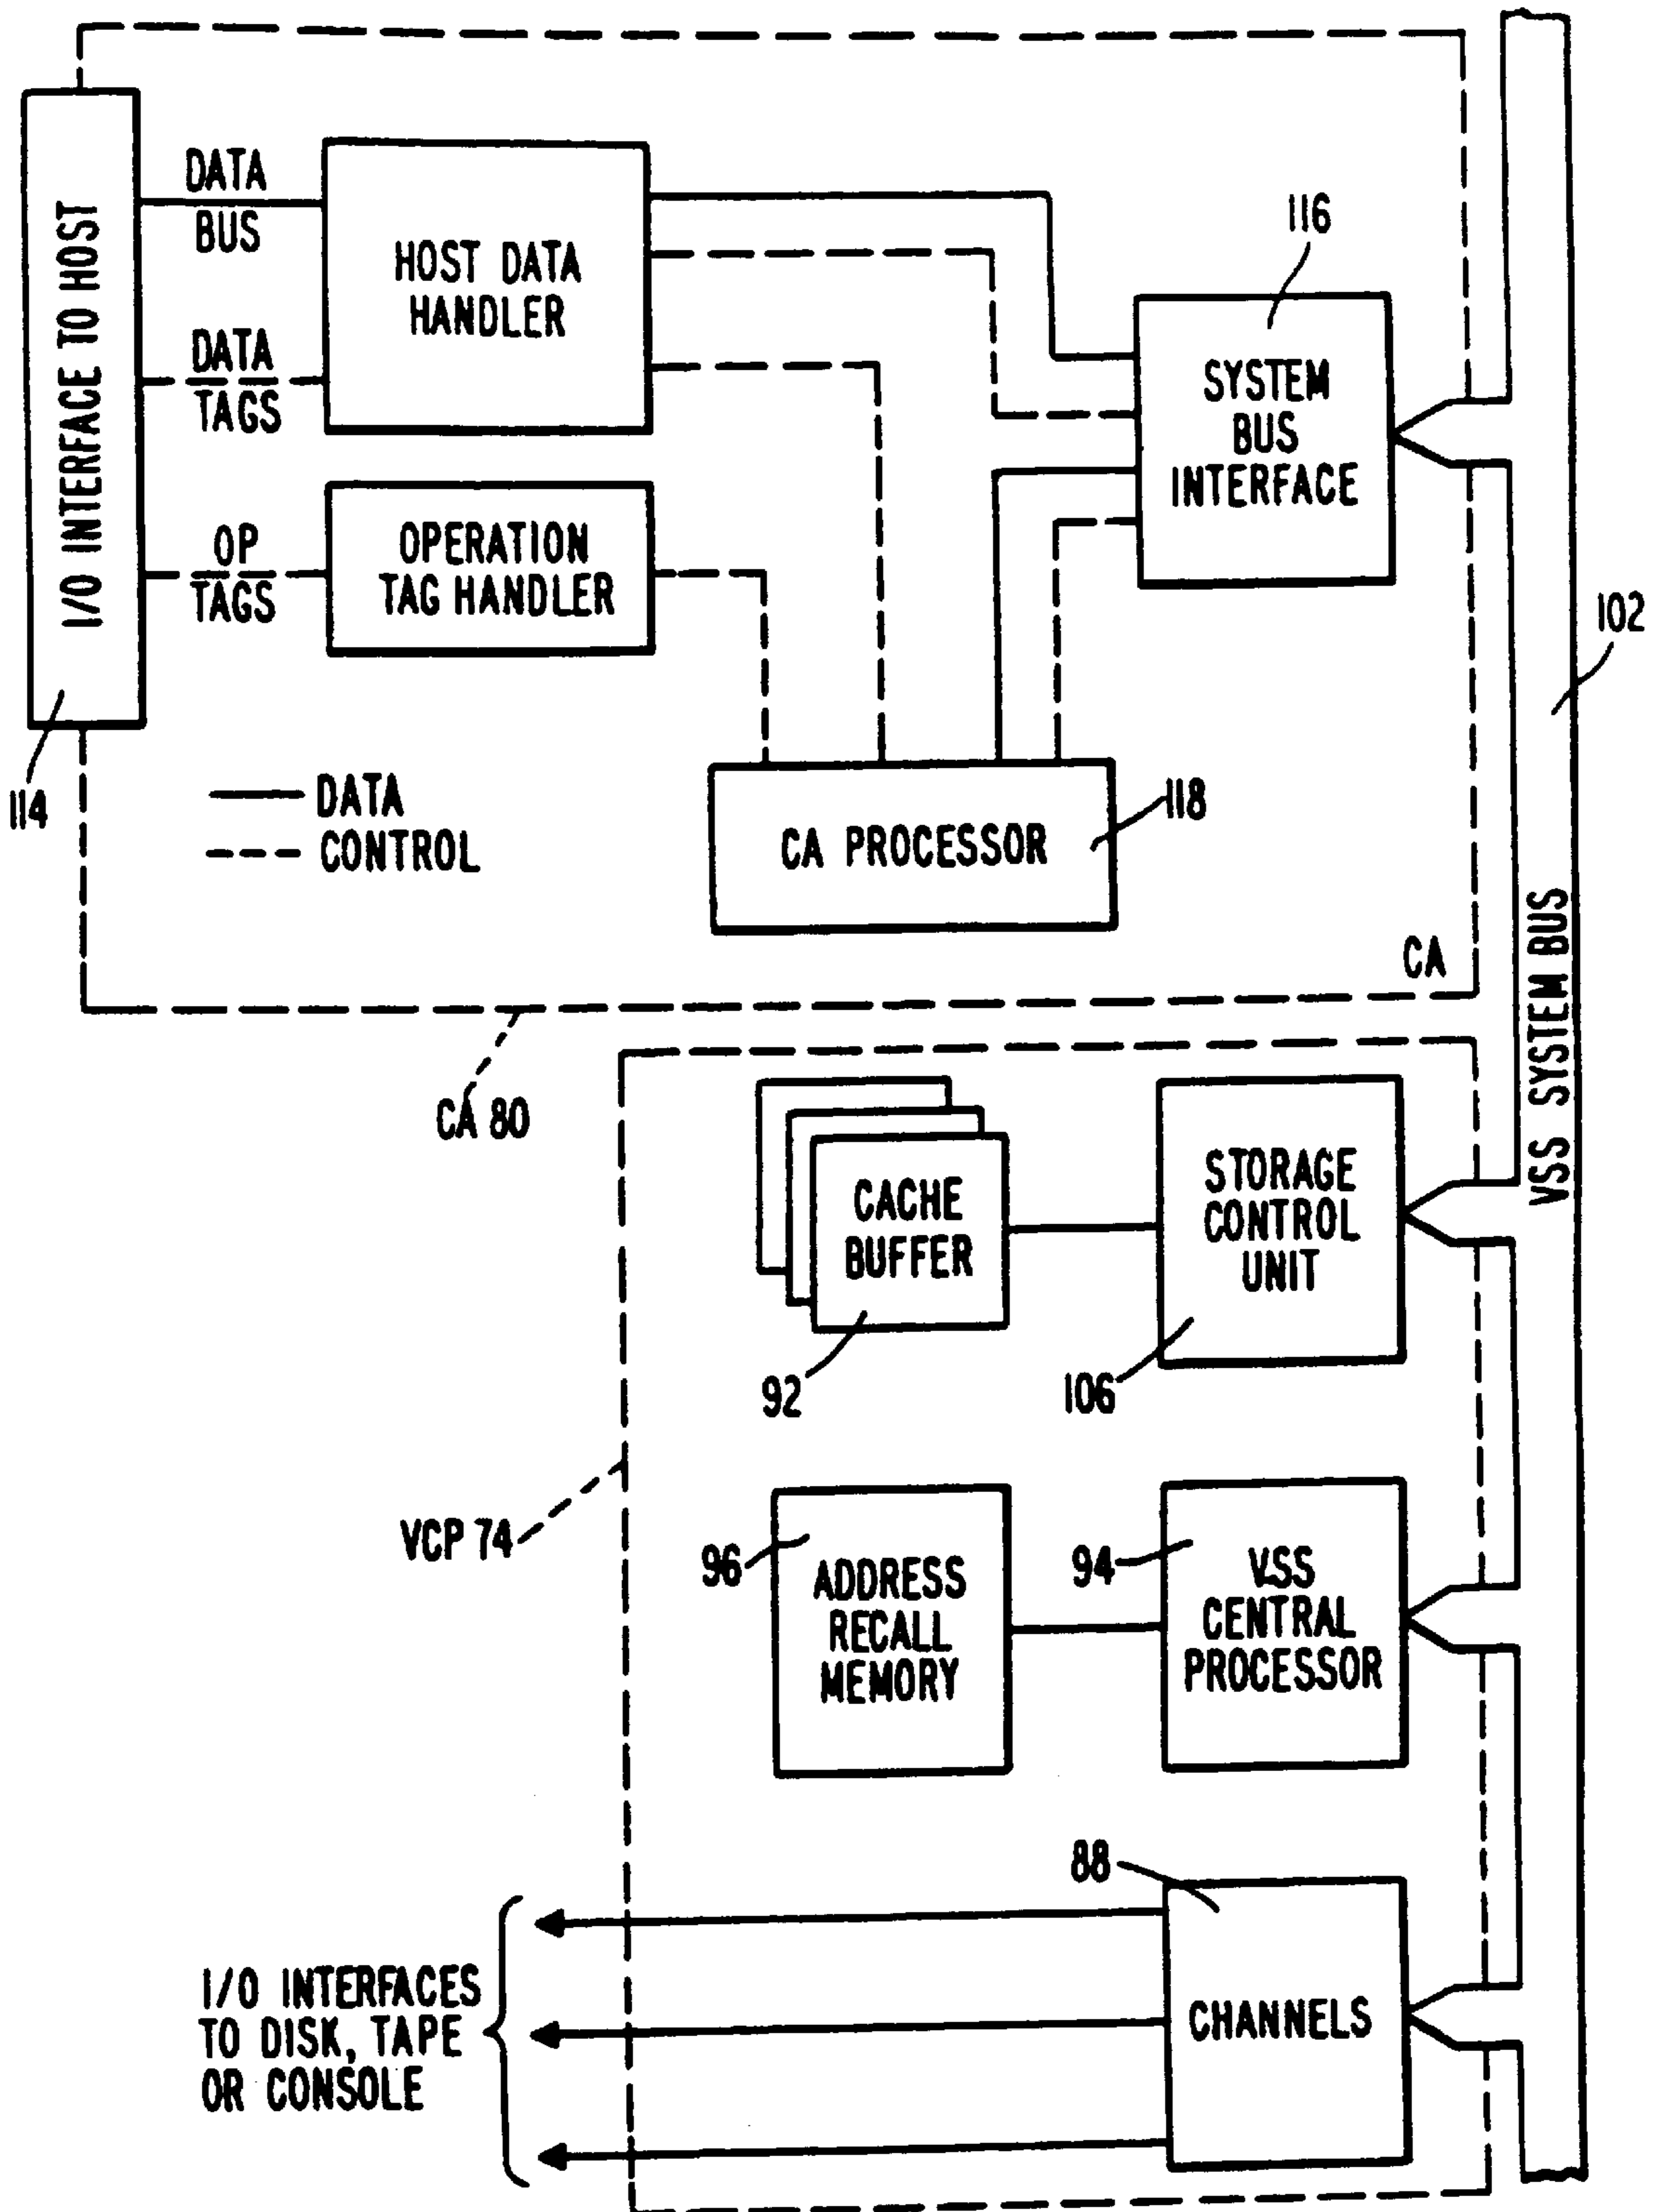 I/O INTERFACE TO HOST
114
DATA
BUS
DATA
TAGS
OP
TAGS
HOST DATA
HANDLER
OPERATION
TAG HANDLER
116
SYSTEM
BUS
INTERFACE
102
DATA
CONTROL
CA PROCESSOR
118
CA
CA 80
VSS SYSTEM BUS
CACHE
BUFFER
92
STORAGE
CONTROL
UNIT
106
VCP 74
96
ADDRESS
RECALL
MEMORY
94
VSS
CENTRAL
PROCESSOR
88
CHANNELS
I/O INTERFACES
TO DISK, TAPE
OR CONSOLE